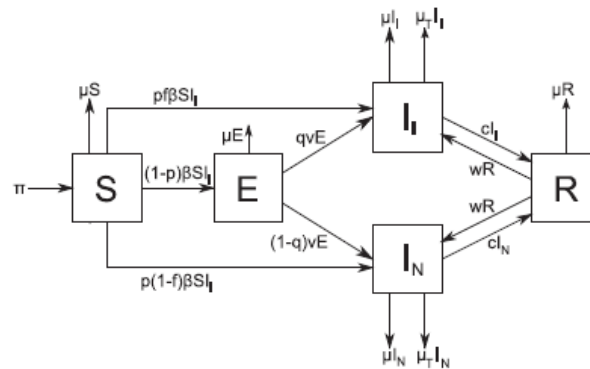 μI_I μ_T I_I
μS pfβSI_I I_I μR
μE qvE cI_I
wR
π S (1-p)βSI_I E R
wR
(1-q)vE cI_N
p(1-f)βSI_I I_N
μI_N μ_T I_N